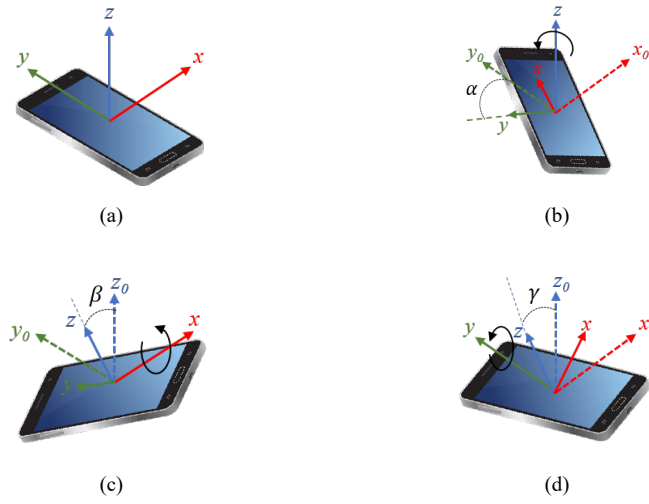 z
y
x
(a)
z
y₀
x₀
x
α
y
(b)
z₀
β
z
x
y₀
y
(c)
z₀
γ
z
x
x
y
(d)